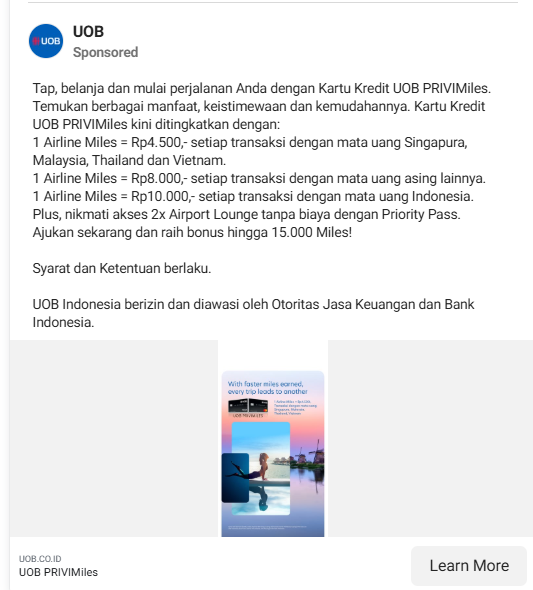 UOB
UOB
Sponsored
Tap, belanja dan mulai perjalanan Anda dengan Kartu Kredit UOB PRIVIMiles.
Temukan berbagai manfaat, keistimewaan dan kemudahannya. Kartu Kredit
UOB PRIVIMiles kini ditingkatkan dengan:
1 Airline Miles = Rp4.500,- setiap transaksi dengan mata uang Singapura,
Malaysia, Thailand dan Vietnam.
1 Airline Miles = Rp8.000,- setiap transaksi dengan mata uang asing lainnya.
1 Airline Miles = Rp10.000,- setiap transaksi dengan mata uang Indonesia.
Plus, nikmati akses 2x Airport Lounge tanpa biaya dengan Priority Pass.
Ajukan sekarang dan raih bonus hingga 15.000 Miles!
Syarat dan Ketentuan berlaku.
UOB Indonesia berizin dan diawasi oleh Otoritas Jasa Keuangan dan Bank
Indonesia.
With faster miles earned,
every trip leads to another
UOB PRIVIMILES
UOB.CO.ID
UOB PRIVIMiles
Learn More